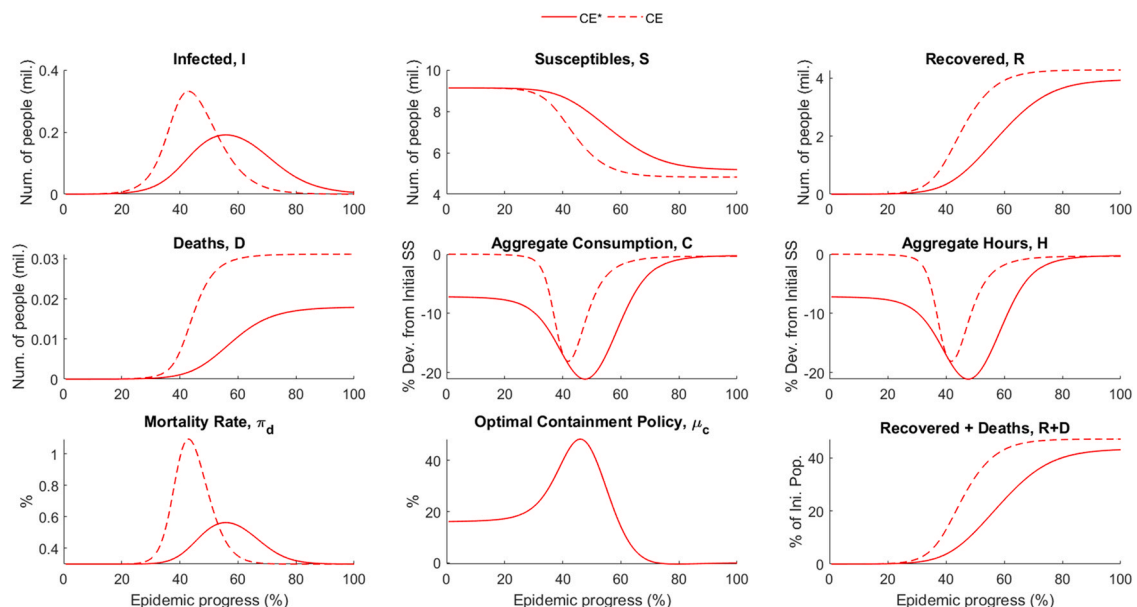 CE* CE
Infected, I
Num. of people (mil.)
0.4
0.2
0
0 20 40 60 80 100
Susceptibles, S
Num. of people (mil.)
10
8
6
4
0 20 40 60 80 100
Recovered, R
Num. of people (mil.)
4
2
0
0 20 40 60 80 100
Deaths, D
Num. of people (mil.)
0.03
0.02
0.01
0
0 20 40 60 80 100
Aggregate Consumption, C
% Dev. from Initial SS
0
-10
-20
0 20 40 60 80 100
Aggregate Hours, H
% Dev. from Initial SS
0
-10
-20
0 20 40 60 80 100
Mortality Rate, π_d
%
1
0.8
0.6
0.4
0 20 40 60 80 100
Epidemic progress (%)
Optimal Containment Policy, μ_c
%
40
20
0
0 20 40 60 80 100
Epidemic progress (%)
Recovered + Deaths, R+D
% of Ini. Pop.
40
20
0
0 20 40 60 80 100
Epidemic progress (%)